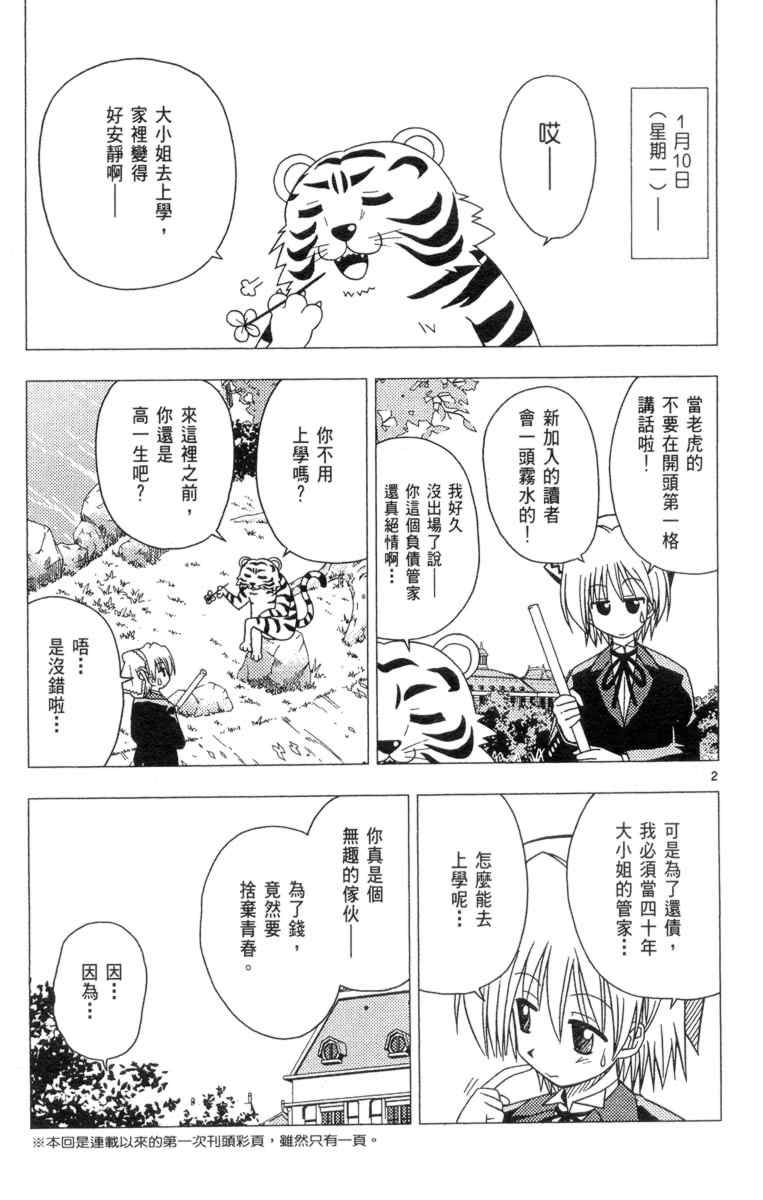 1月10日
（星期一）——
哎——
大小姐去上學，
家裡變得
好安靜啊——
當老虎的
不要在開頭第一格
講話啦！
新加入的讀者
會一頭霧水的！
我好久
沒出場了說——
你這個負債管家
還真絕情啊…
你不用
上學嗎？
來這裡之前，
你還是
高一生吧？
唔…
是沒錯啦…
2
可是為了還債，
我必須當四十年
大小姐的管家…
怎麼能去
上學呢…
你真是個
無趣的傢伙——
為了錢，
竟然要
捨棄青春。
因…
因為…
※本回是連載以來的第一次刊頭彩頁，雖然只有一頁。